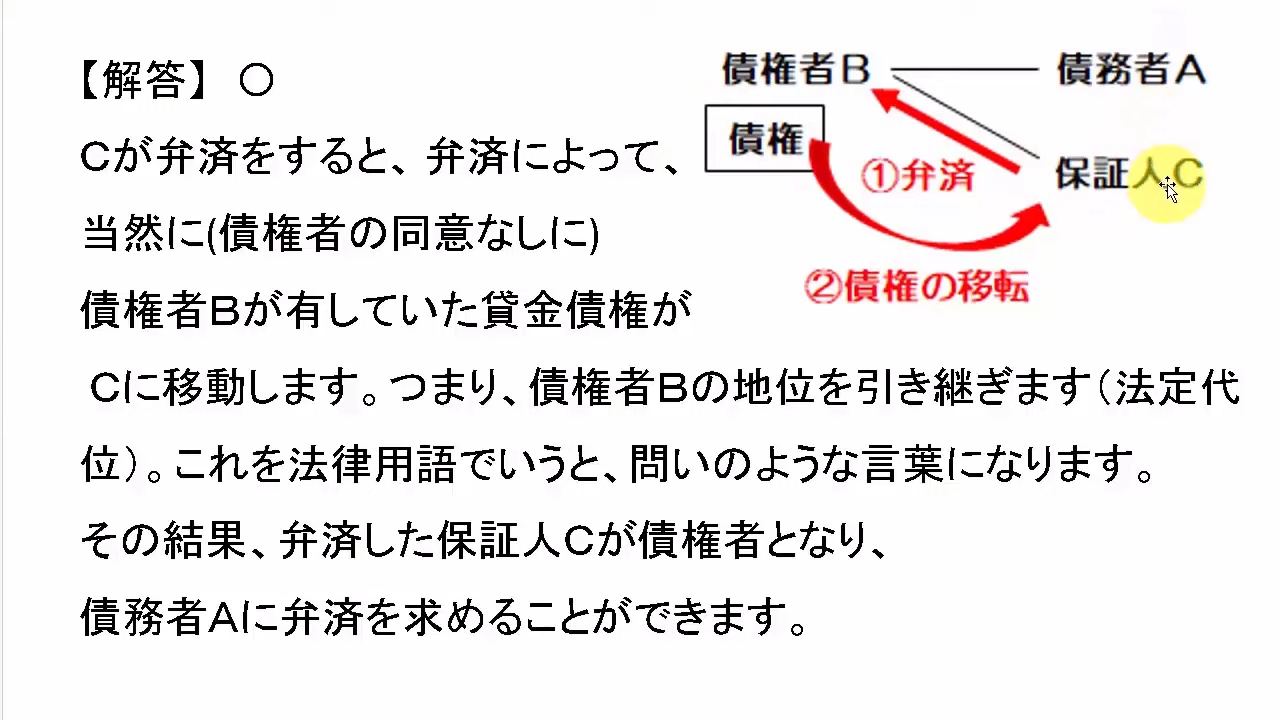 【解答】 ○
Ｃが弁済をすると、弁済によって、
当然に(債権者の同意なしに)
債権者Ｂが有していた貸金債権が
Ｃに移動します。つまり、債権者Ｂの地位を引き継ぎます（法定代
位）。これを法律用語でいうと、問いのような言葉になります。
その結果、弁済した保証人Ｃが債権者となり、
債務者Ａに弁済を求めることができます。
債権者Ｂ
債務者Ａ
債権
①弁済
保証人Ｃ
②債権の移転